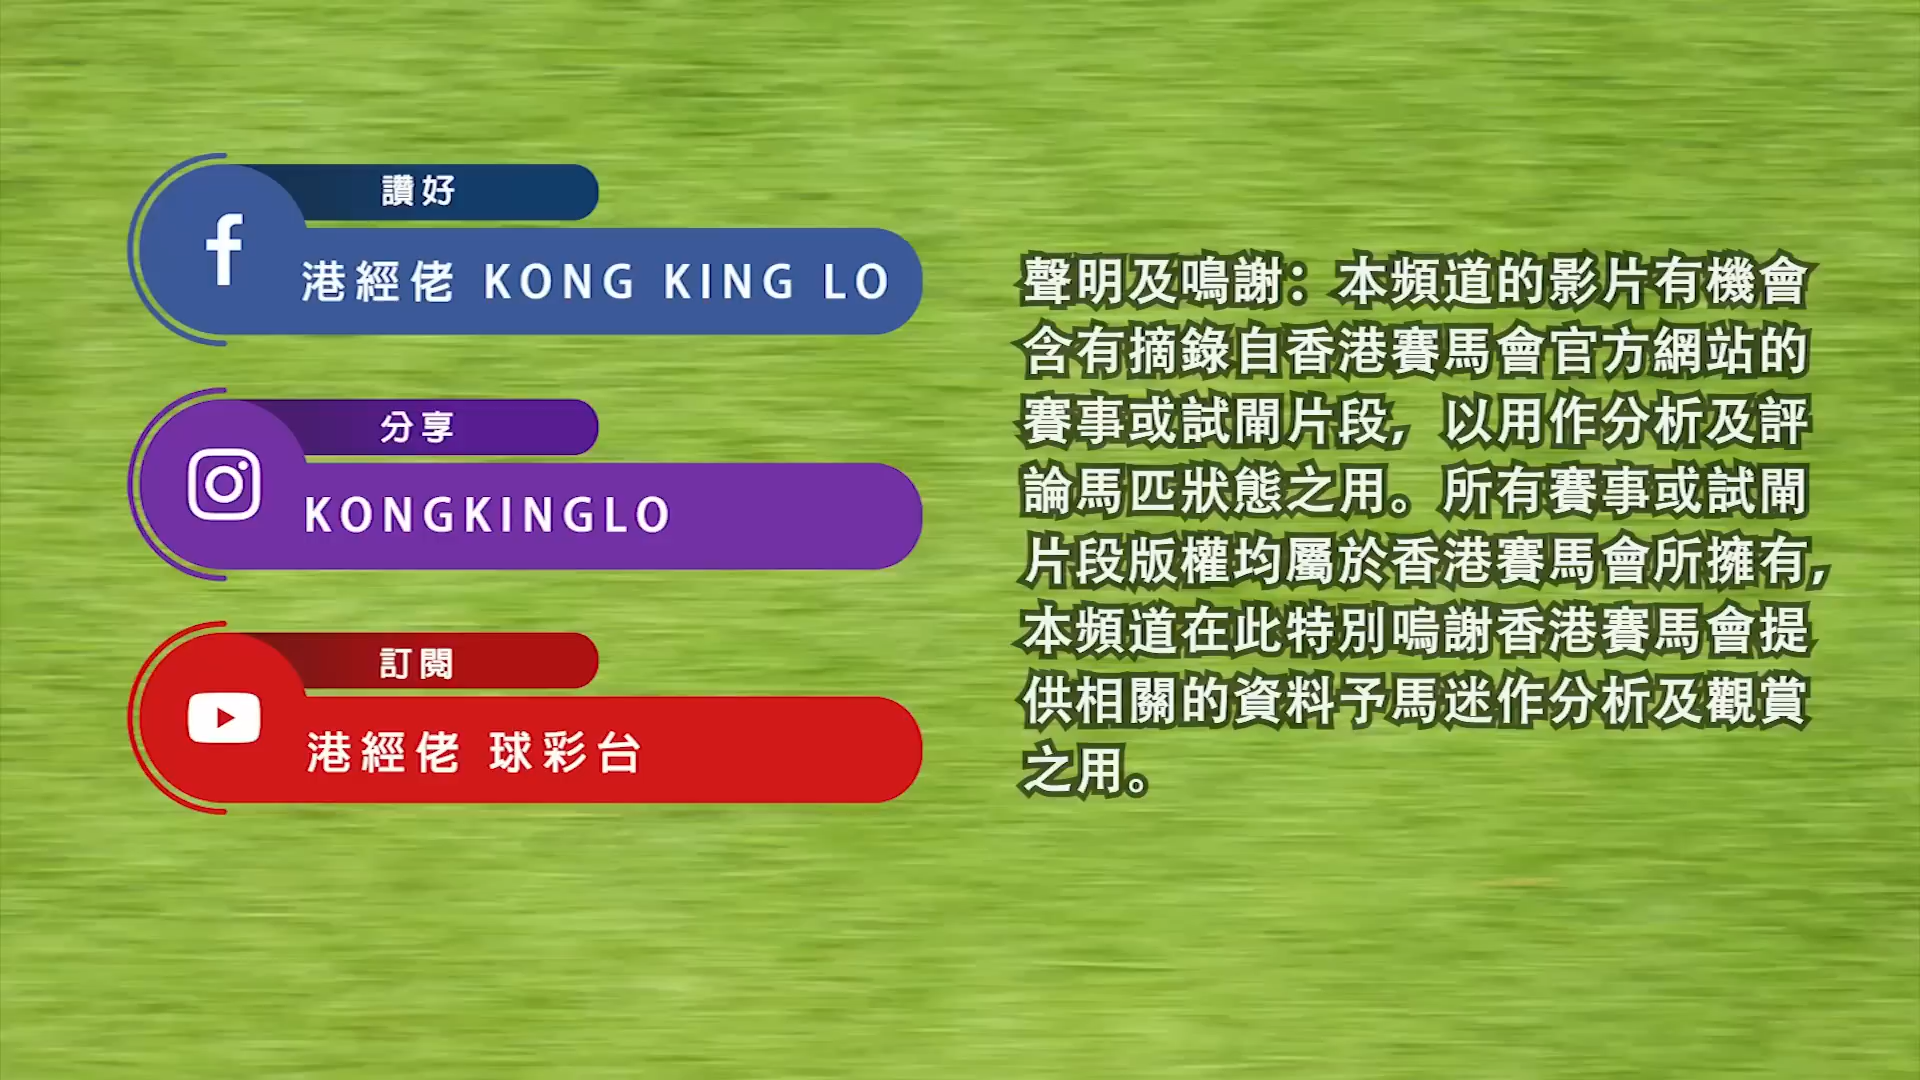 讚好
港經佬 KONG KING LO
分享
KONGKINGLO
訂閱
港經佬 球彩台
聲明及鳴謝：本頻道的影片有機會
含有摘錄自香港賽馬會官方網站的
賽事或試閘片段，以用作分析及評
論馬匹狀態之用。所有賽事或試閘
片段版權均屬於香港賽馬會所擁有，
本頻道在此特別嗚謝香港賽馬會提
供相關的資料予馬迷作分析及觀賞
之用。